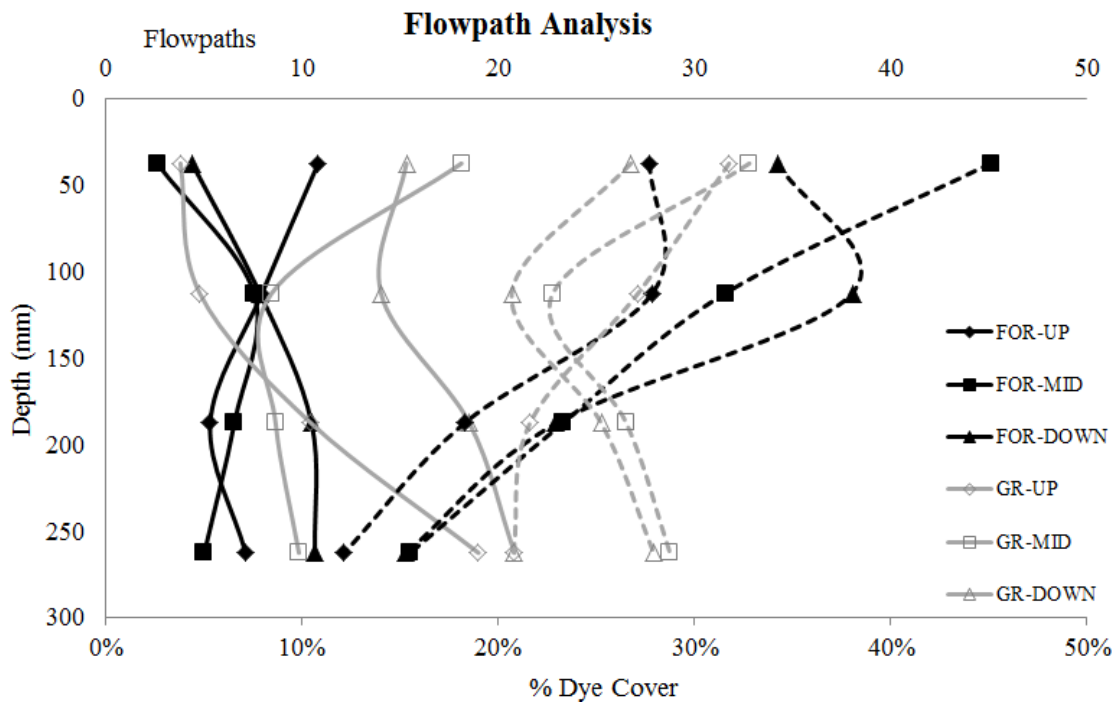 Flowpath Analysis
Flowpaths
0 10 20 30 40 50
0
50
100
150
200
250
300
Depth (mm)
FOR-UP
FOR-MID
FOR-DOWN
GR-UP
GR-MID
GR-DOWN
0% 10% 20% 30% 40% 50%
% Dye Cover